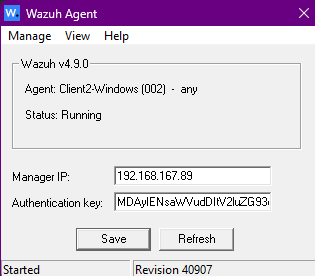 Wazuh Agent
Manage View Help
Wazuh v4.9.0
Agent: Client2-Windows (002) - any
Status: Running
Manager IP: 192.168.167.89
Authentication key:
Save Refresh
Started Revision 40907